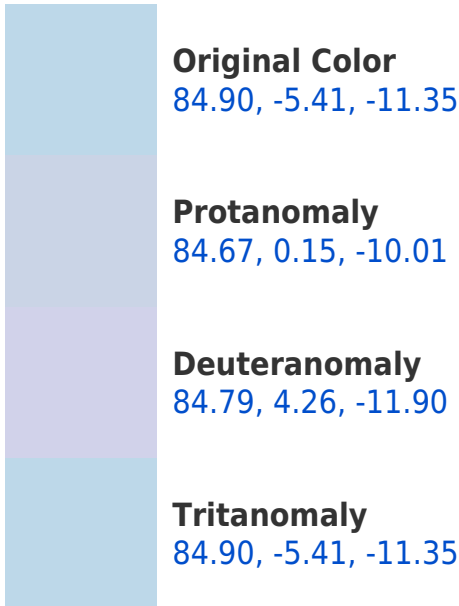 Original Color
84.90, -5.41, -11.35
Protanomaly
84.67, 0.15, -10.01
Deuteranomaly
84.79, 4.26, -11.90
Tritanomaly
84.90, -5.41, -11.35